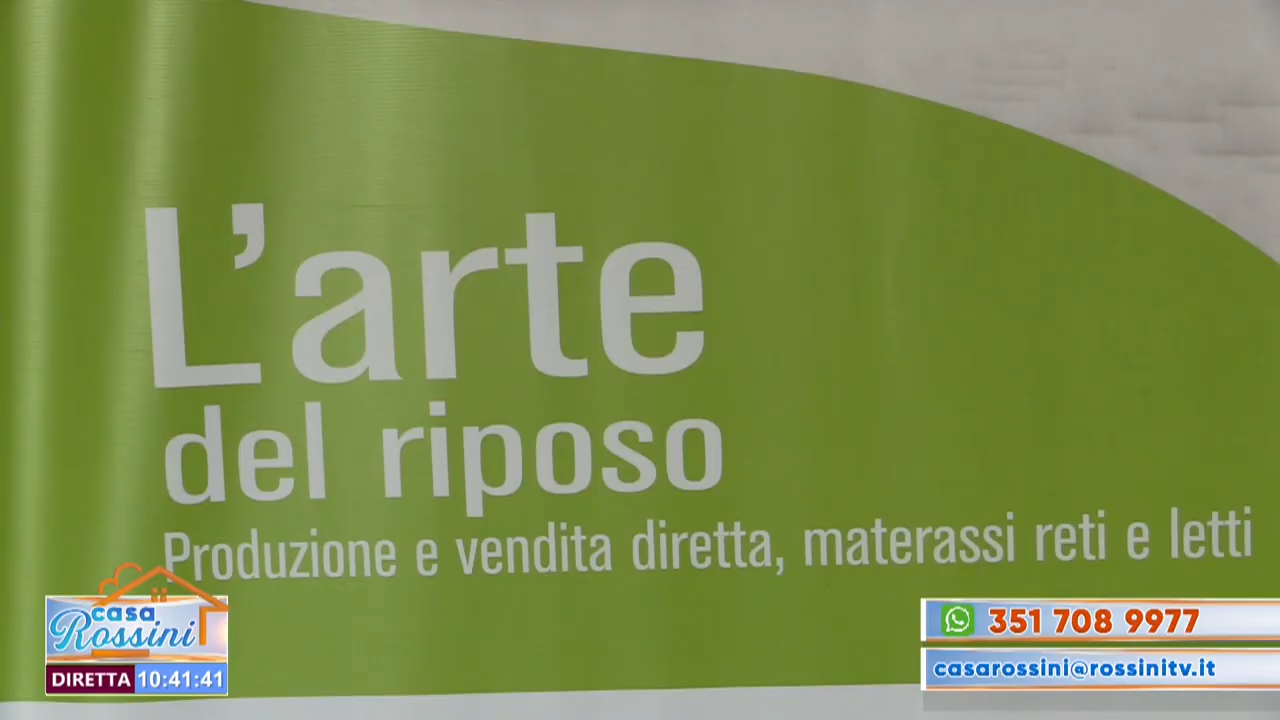 L'arte
del riposo
Produzione e vendita diretta, materassi reti e letti
casa
Rossini
DIRETTA 10:41:41
351 708 9977
casarossini@rossinitv.it